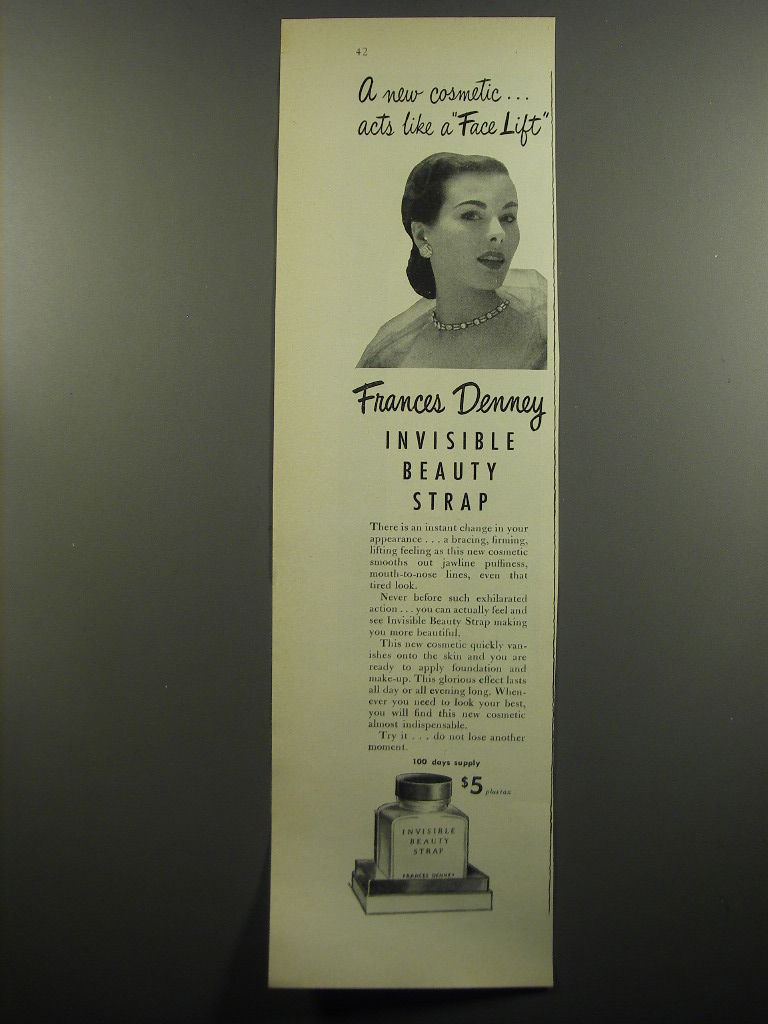 42
A new cosmetic...
acts like a "Face Lift"
Frances Denney
INVISIBLE
BEAUTY
STRAP
There is an instant change in your
appearance . . . a bracing, firming,
lifting feeling as this new cosmetic
smooths out jawline puffiness,
mouth-to-nose lines, even that
tired look.
Never before such exhilarated
action . . . you can actually feel and
see Invisible Beauty Strap making
you more beautiful.
This new cosmetic quickly van-
ishes onto the skin and you are
ready to apply foundation and
make-up. This glorious effect lasts
all day or all evening long. When-
ever you need to look your best,
you will find this new cosmetic
almost indispensable.
Try it . . . do not lose another
moment.
100 days supply
$5 plus tax
INVISIBLE
BEAUTY
STRAP
FRANCES DENNEY